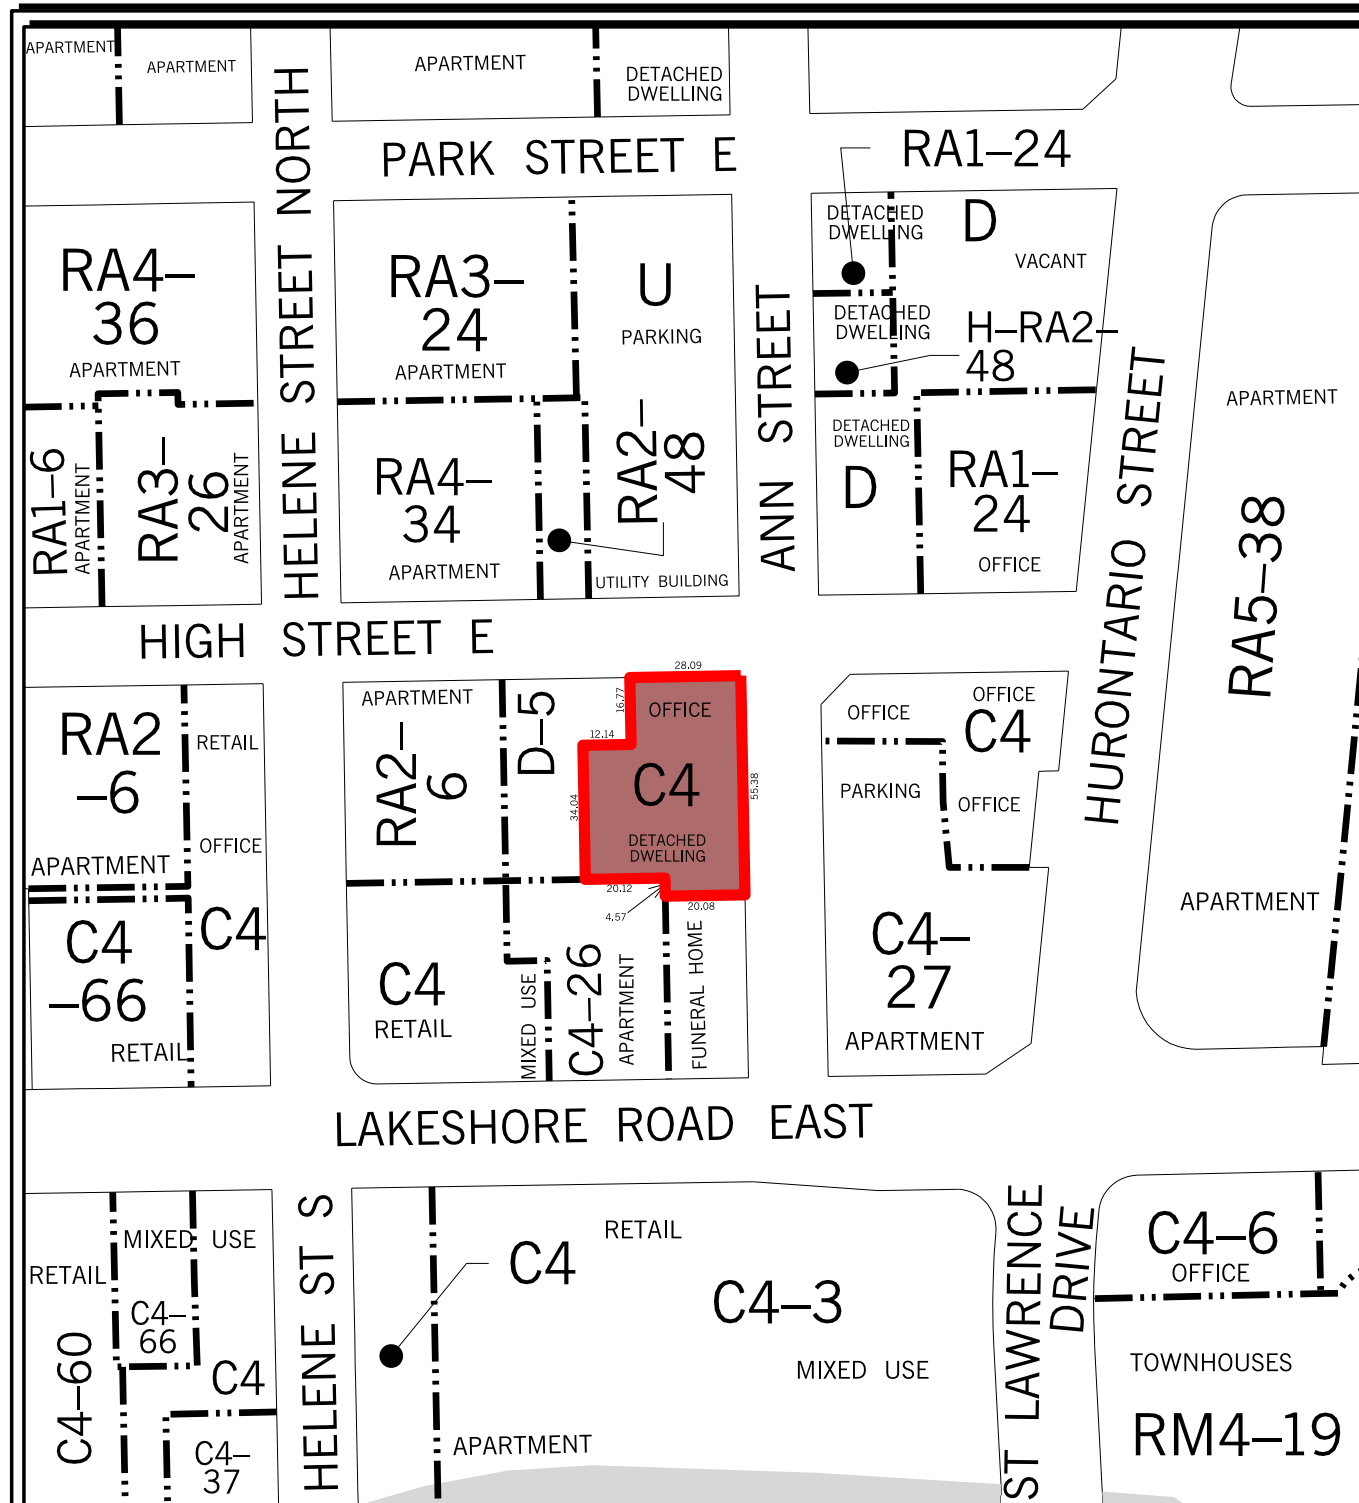 APARTMENT
APARTMENT
APARTMENT
DETACHED
DWELLING
HELENE STREET NORTH
PARK STREET E
RA1–24
RA4–
36
APARTMENT
RA3–
24
APARTMENT
U
PARKING
DETACHED
DWELLING
D
VACANT
DETACHED
DWELLING
H–RA2–
48
ANN STREET
HURONTARIO STREET
APARTMENT
RA1–6
APARTMENT
RA3–
26
APARTMENT
RA4–
34
APARTMENT
RA2–
48
UTILITY BUILDING
DETACHED
DWELLING
D
RA1–
24
OFFICE
RA5–38
HIGH STREET E
RA2
–6
APARTMENT
RETAIL
OFFICE
C4
APARTMENT
RA2–
6
D–5
28.09
16.77
12.14
34.04
55.38
20.12
4.57
20.08
OFFICE
C4
DETACHED
DWELLING
OFFICE
OFFICE
C4
PARKING
OFFICE
APARTMENT
C4
–66
RETAIL
C4
RETAIL
MIXED USE
C4–26
APARTMENT
FUNERAL HOME
C4–
27
APARTMENT
LAKESHORE ROAD EAST
RETAIL
MIXED USE
C4–60
C4–
66
C4
C4–
37
HELENE ST S
C4
RETAIL
C4–3
MIXED USE
APARTMENT
ST LAWRENCE
DRIVE
C4–6
OFFICE
TOWNHOUSES
RM4–19